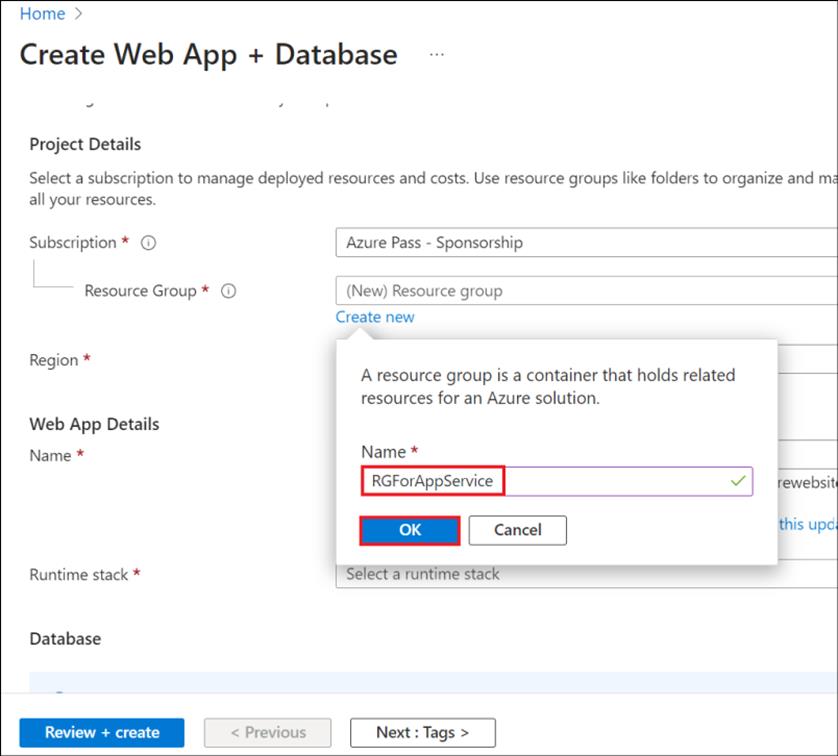 Home >
Create Web App + Database ...
Project Details
Select a subscription to manage deployed resources and costs. Use resource groups like folders to organize and ma
all your resources.
Subscription *
Azure Pass - Sponsorship
Resource Group *
(New) Resource group
Create new
A resource group is a container that holds related
resources for an Azure solution.
Name *
RGForAppService
OK
Cancel
Region *
Web App Details
Name *
rewebsite
this upda
Runtime stack *
Select a runtime stack
Database
Review + create
< Previous
Next : Tags >